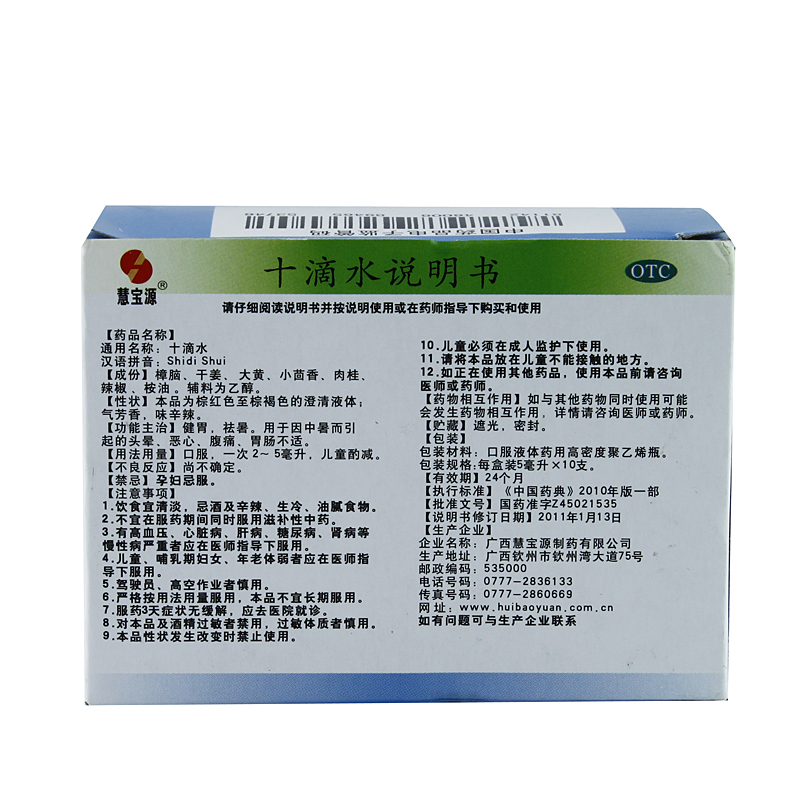 中国药品电子监管码
慧宝源®
十滴水说明书
OTC
请仔细阅读说明书并按说明使用或在药师指导下购买和使用
【药品名称】
通用名称：十滴水
汉语拼音：Shidi Shui
【成份】樟脑、干姜、大黄、小茴香、肉桂、
辣椒、桉油。辅料为乙醇。
【性状】本品为棕红色至棕褐色的澄清液体；
气芳香，味辛辣。
【功能主治】健胃，祛暑。用于因中暑而引
起的头晕、恶心、腹痛、胃肠不适。
【用法用量】口服，一次2～5毫升，儿童酌减。
【不良反应】尚不确定。
【禁忌】孕妇忌服。
【注意事项】
1.饮食宜清淡，忌酒及辛辣、生冷、油腻食物。
2.不宜在服药期间同时服用滋补性中药。
3.有高血压、心脏病、肝病、糖尿病、肾病等
慢性病严重者应在医师指导下服用。
4.儿童、哺乳期妇女、年老体弱者应在医师指
导下服用。
5.驾驶员、高空作业者慎用。
6.严格按用法用量服用，本品不宜长期服用。
7.服药3天症状无缓解，应去医院就诊。
8.对本品及酒精过敏者禁用，过敏体质者慎用。
9.本品性状发生改变时禁止使用。
10.儿童必须在成人监护下使用。
11.请将本品放在儿童不能接触的地方。
12.如正在使用其他药品，使用本品前请咨询
医师或药师。
【药物相互作用】如与其他药物同时使用可能
会发生药物相互作用，详情请咨询医师或药师。
【贮藏】遮光，密封。
【包装】
包装材料：口服液体药用高密度聚乙烯瓶。
包装规格：每盒装5毫升×10支。
【有效期】24个月
【执行标准】《中国药典》2010年版一部
【批准文号】国药准字Z45021535
【说明书修订日期】2011年1月13日
【生产企业】
企业名称：广西慧宝源制药有限公司
生产地址：广西钦州市钦州湾大道75号
邮政编码：535000
电话号码：0777-2836133
传真号码：0777-2860669
网址：www.huibaoyuan.com.cn
如有问题可与生产企业联系